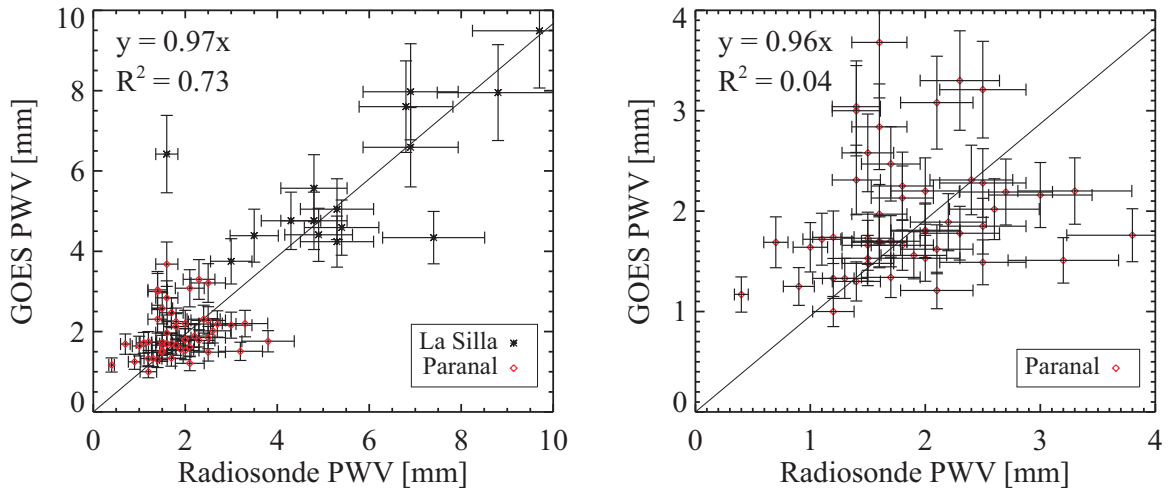 y = 0.97x
R² = 0.73
10
8
6
4
2
0
GOES PWV [mm]
La Silla
Paranal
0 2 4 6 8 10
Radiosonde PWV [mm]
y = 0.96x
R² = 0.04
4
3
2
1
0
GOES PWV [mm]
Paranal
0 1 2 3 4
Radiosonde PWV [mm]